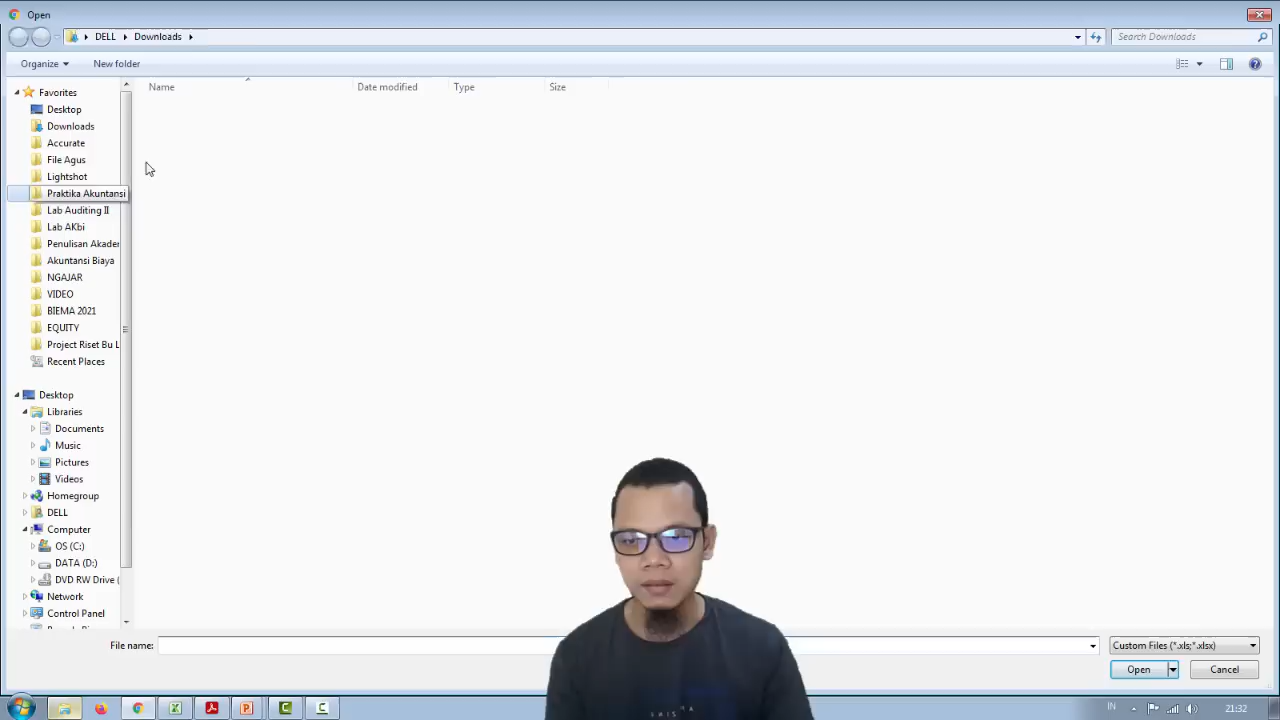 Open
DELL
Downloads
Search Downloads
Organize
New folder
Name
Date modified
Type
Size
Favorites
Desktop
Downloads
Accurate
File Agus
Lightshot
Praktika Akuntansi
Lab Auditing II
Lab AKbi
Penulisan Akader
Akuntansi Biaya
NGAJAR
VIDEO
BIEMA 2021
EQUITY
Project Riset Bu L
Recent Places
Desktop
Libraries
Documents
Music
Pictures
Videos
Homegroup
DELL
Computer
OS (C:)
DATA (D:)
DVD RW Drive (
Network
Control Panel
File name:
Custom Files (*.xls;*.xlsx)
Open
Cancel
IN
21:32